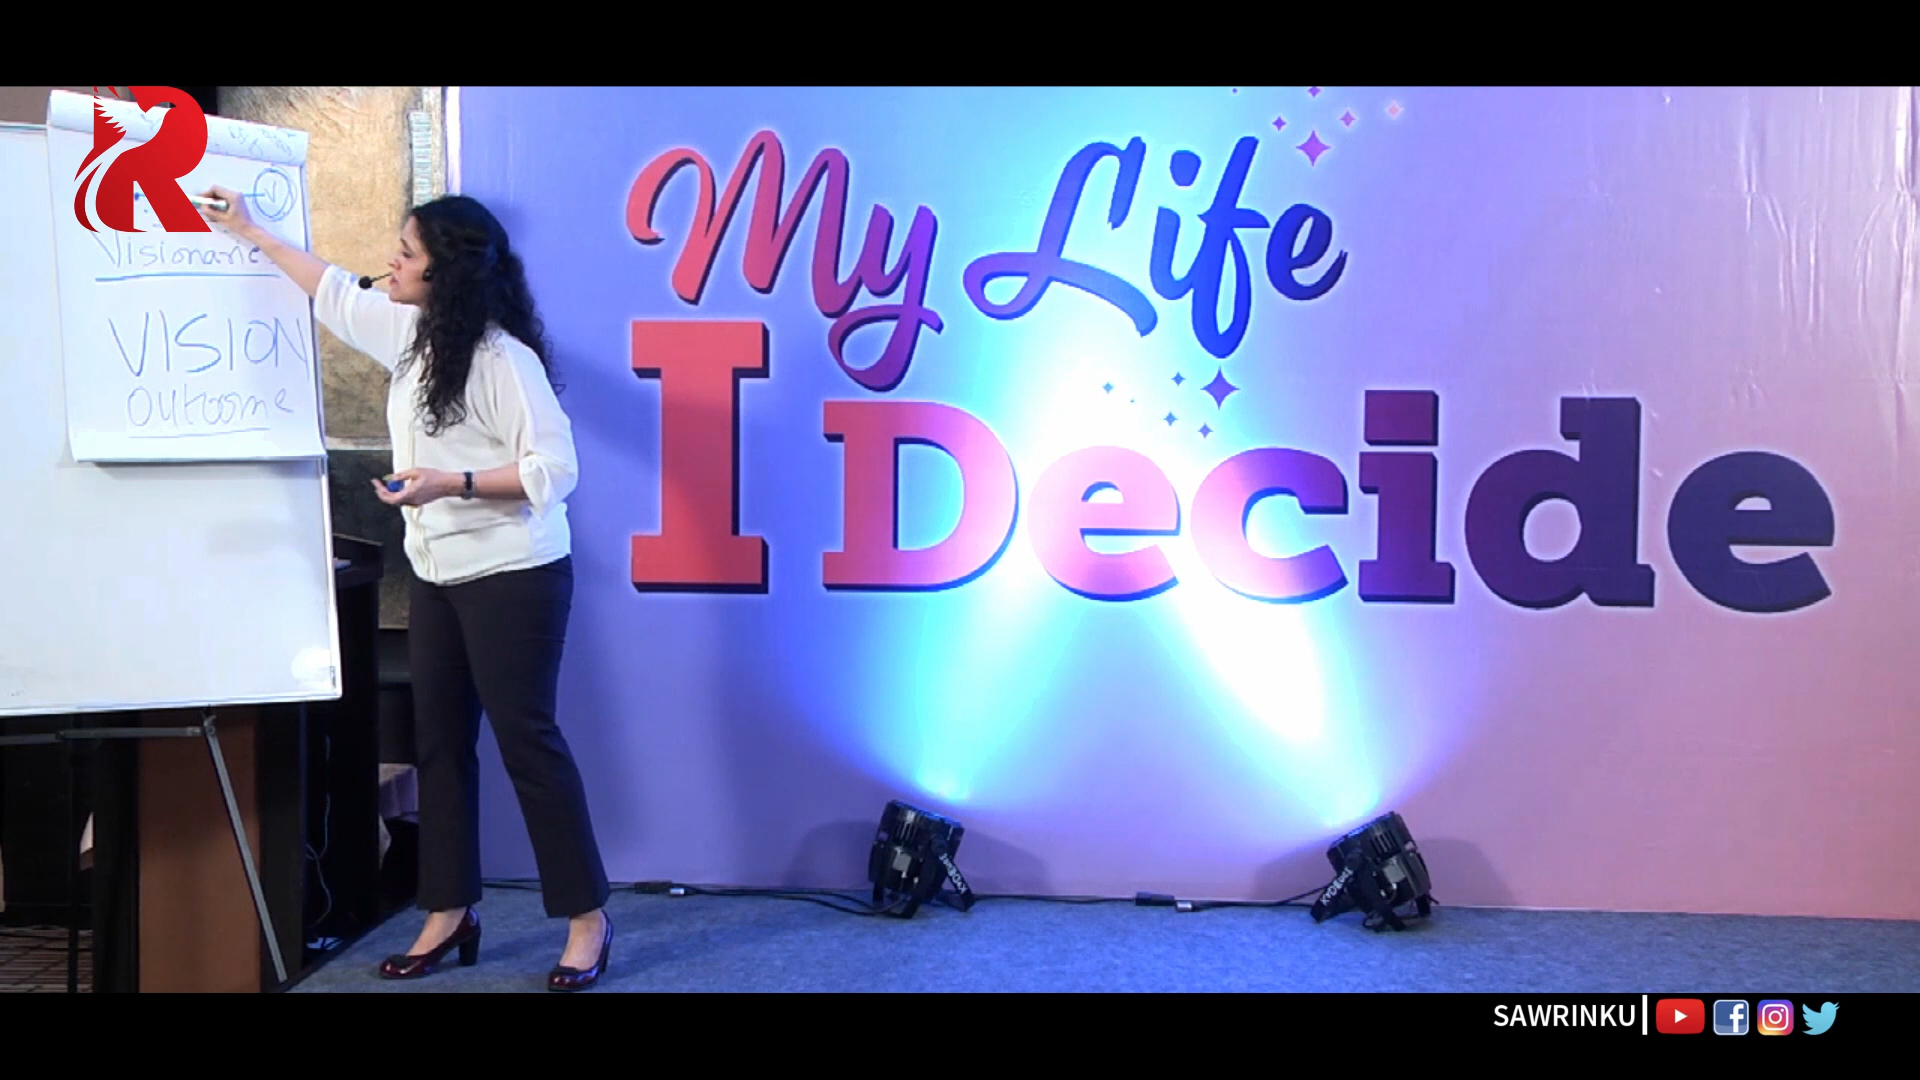 Visionarie
VISION
Outcome
My Life
I Decide
SAWRINKU